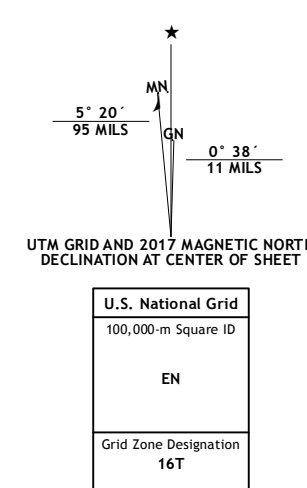 MN
5° 20´
95 MILS
GN
0° 38´
11 MILS
UTM GRID AND 2017 MAGNETIC NORTH
DECLINATION AT CENTER OF SHEET
U.S. National Grid
100,000-m Square ID
EN
Grid Zone Designation
16T